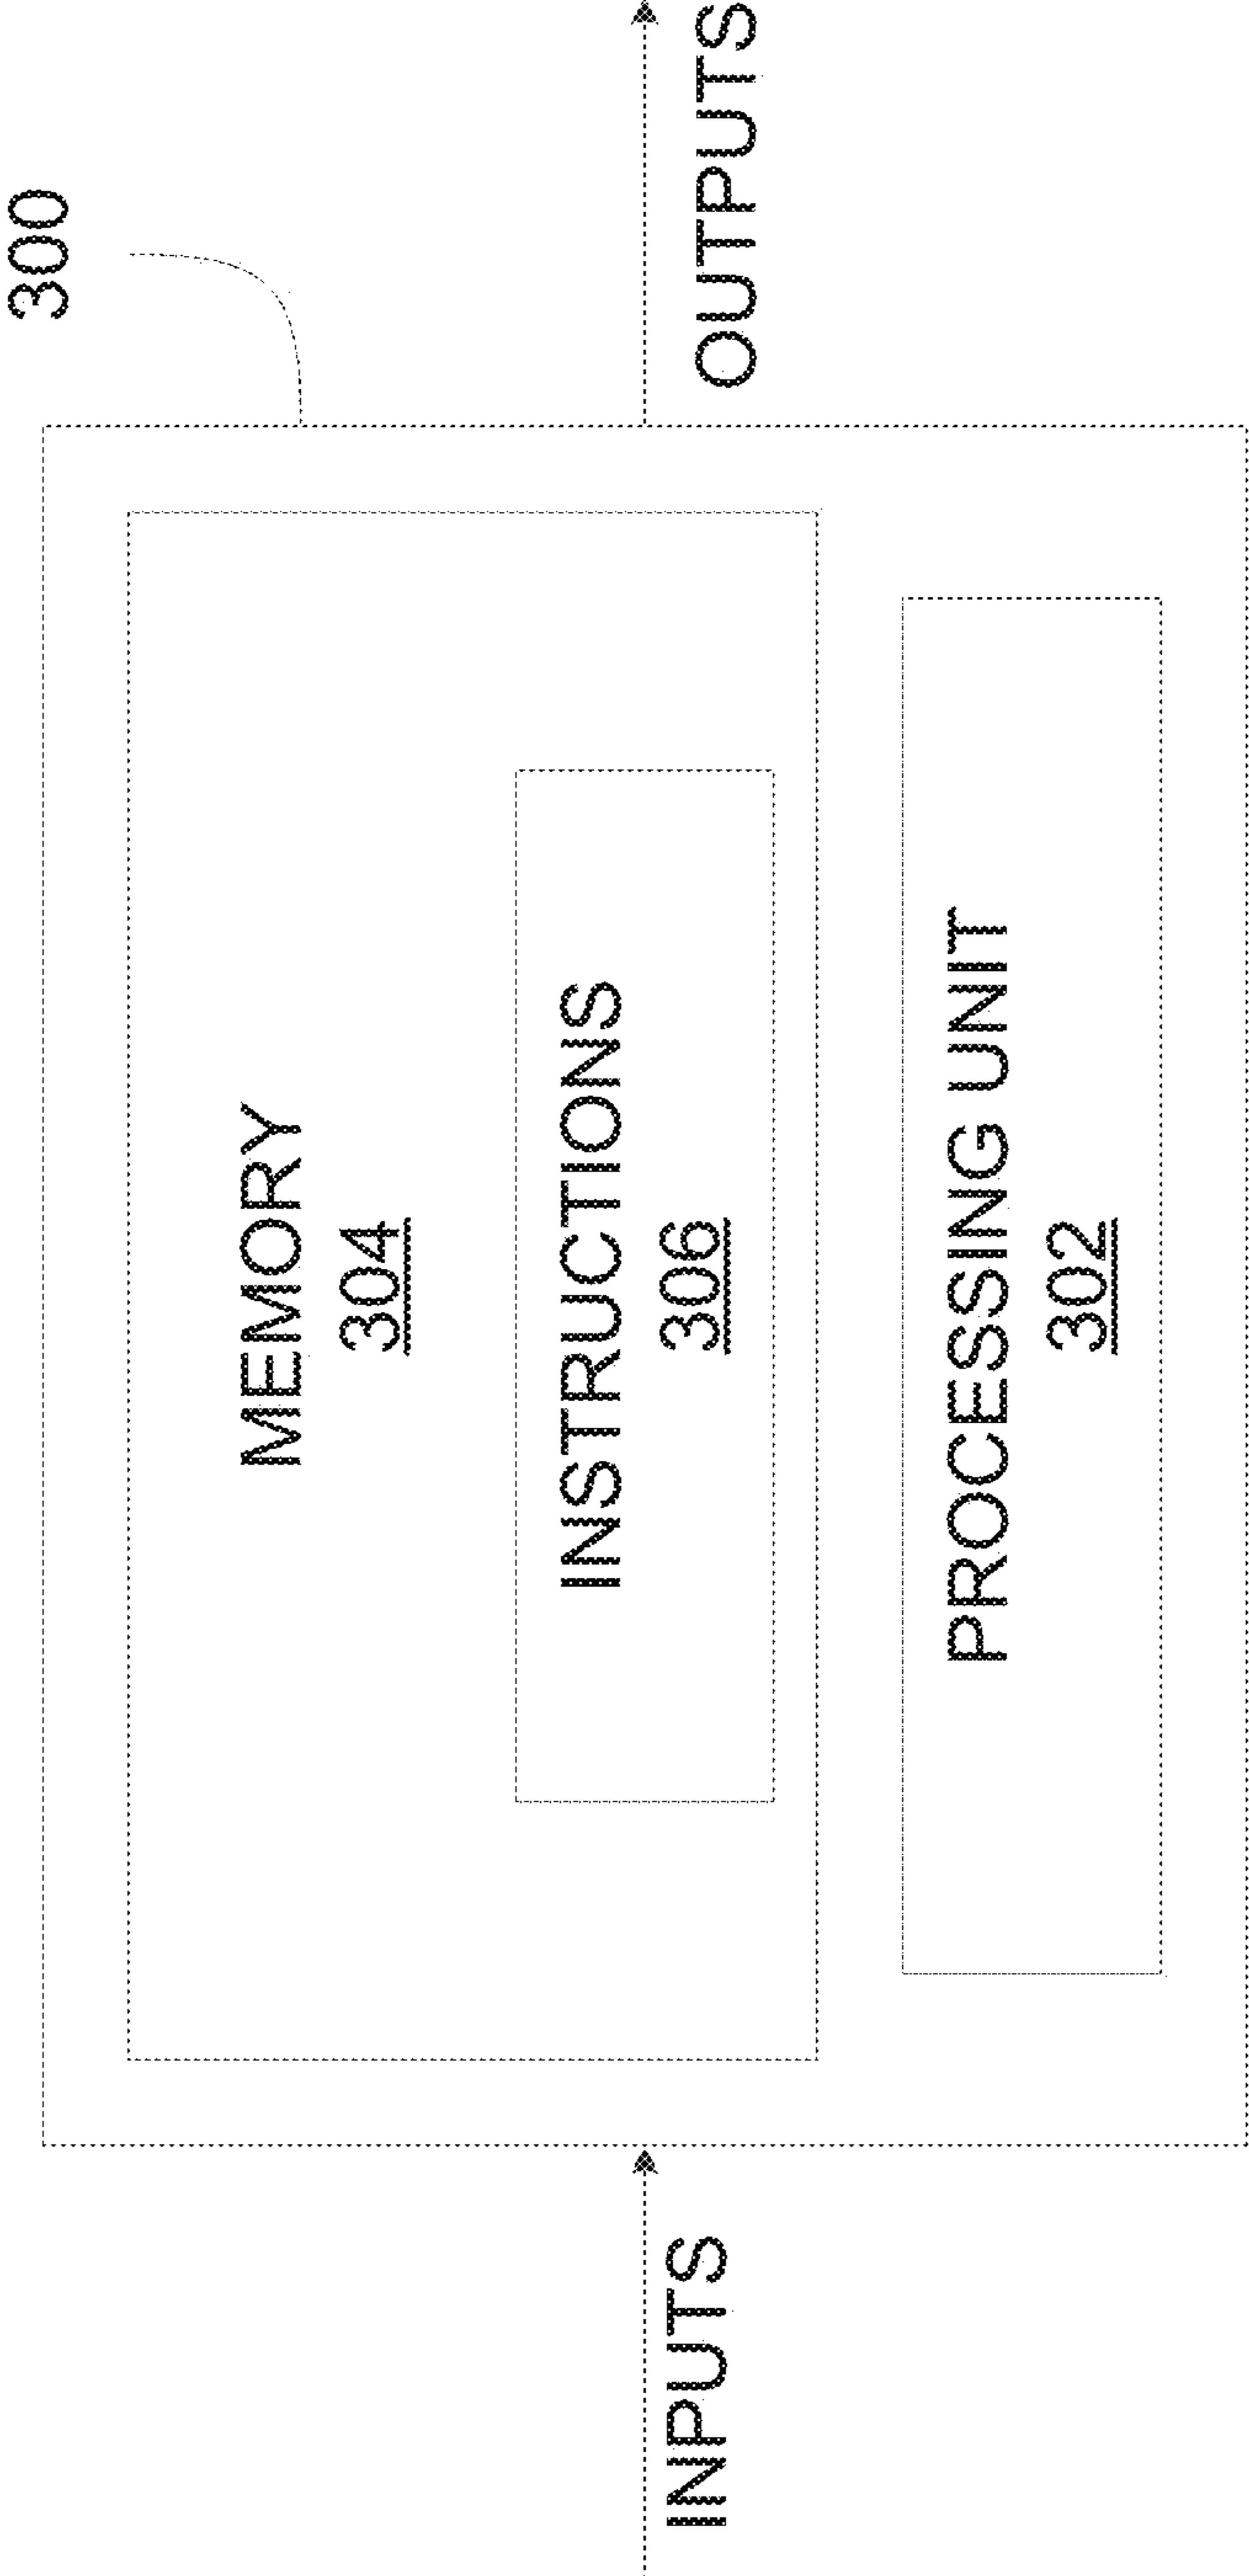 300
MEMORY
304
INSTRUCTIONS
306
INPUTS
OUTPUTS
PROCESSING UNIT
302